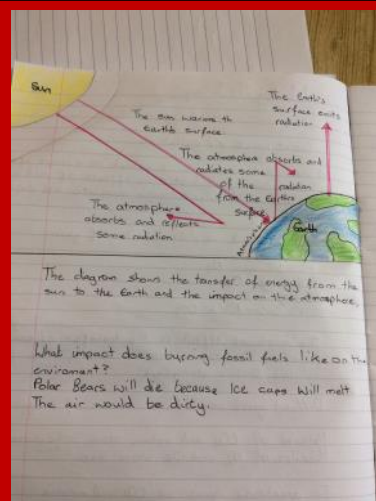 Sun
The Earth's
surface emits
radiation
The sun warms th
Earth's surface.
The atmosphere absorbs and
radiates some
of the radiation
from the Earth's
surface
The atmosphere
absorbs and reflects
some radiation
Earth
The diagram shows the transfer of energy from the
sun to the Earth and the impact on the atmosphere.
What impact does burning fossil fuels like on the
enviroment?
Polar Bears will die because Ice caps will melt
The air would be dirty.